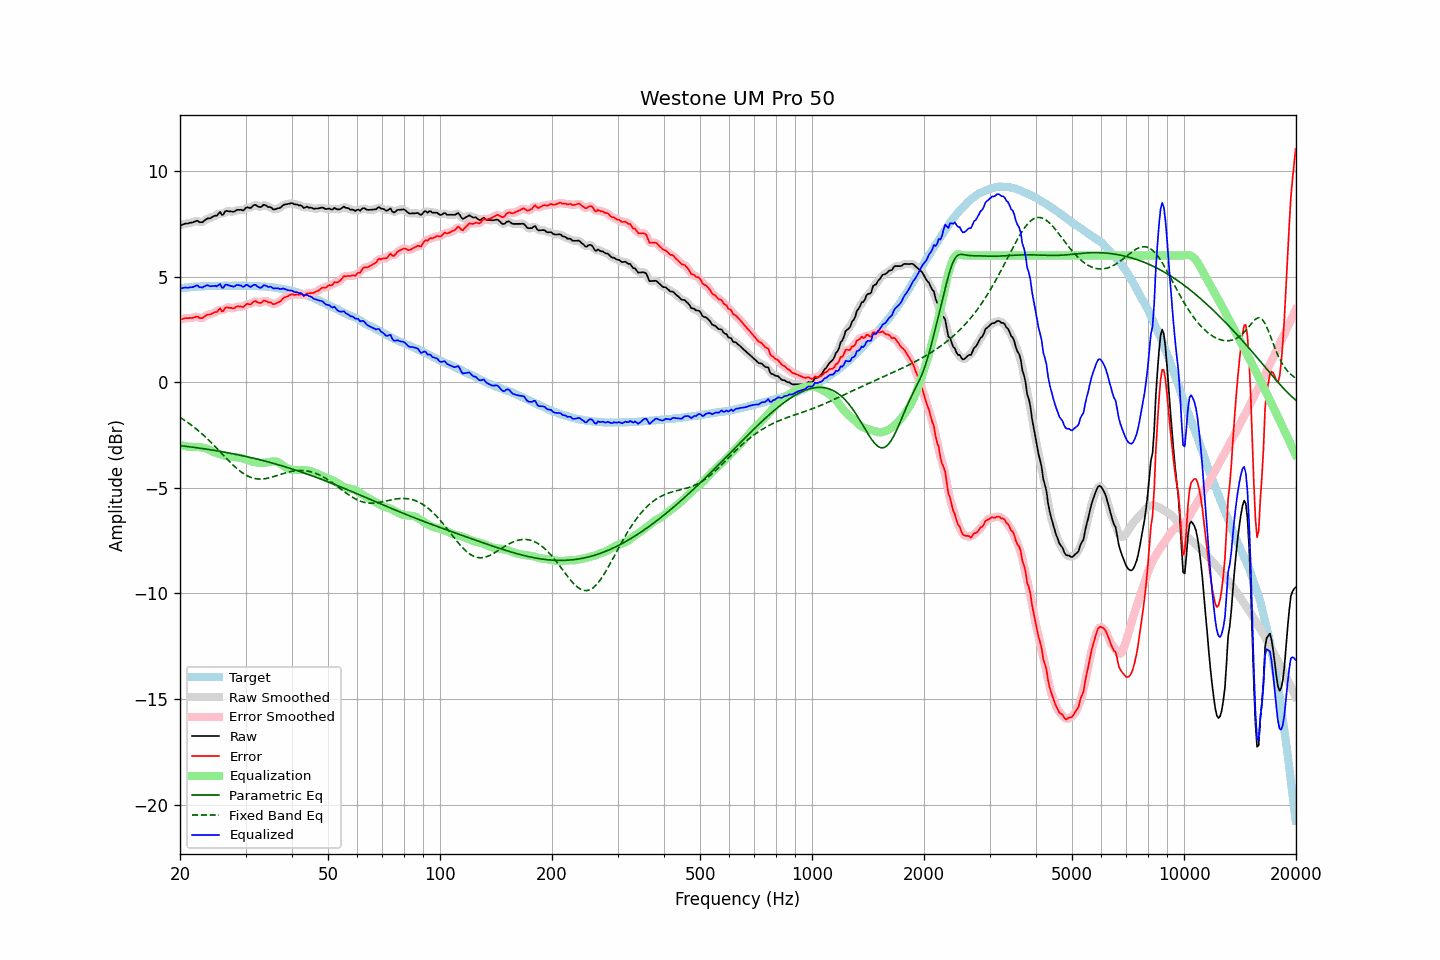 Westone UM Pro 50
Amplitude (dBr)
10
5
0
−5
−10
−15
−20
Target
Raw Smoothed
Error Smoothed
Raw
Error
Equalization
Parametric Eq
Fixed Band Eq
Equalized
20 50 100 200 500 1000 2000 5000 10000 20000
Frequency (Hz)